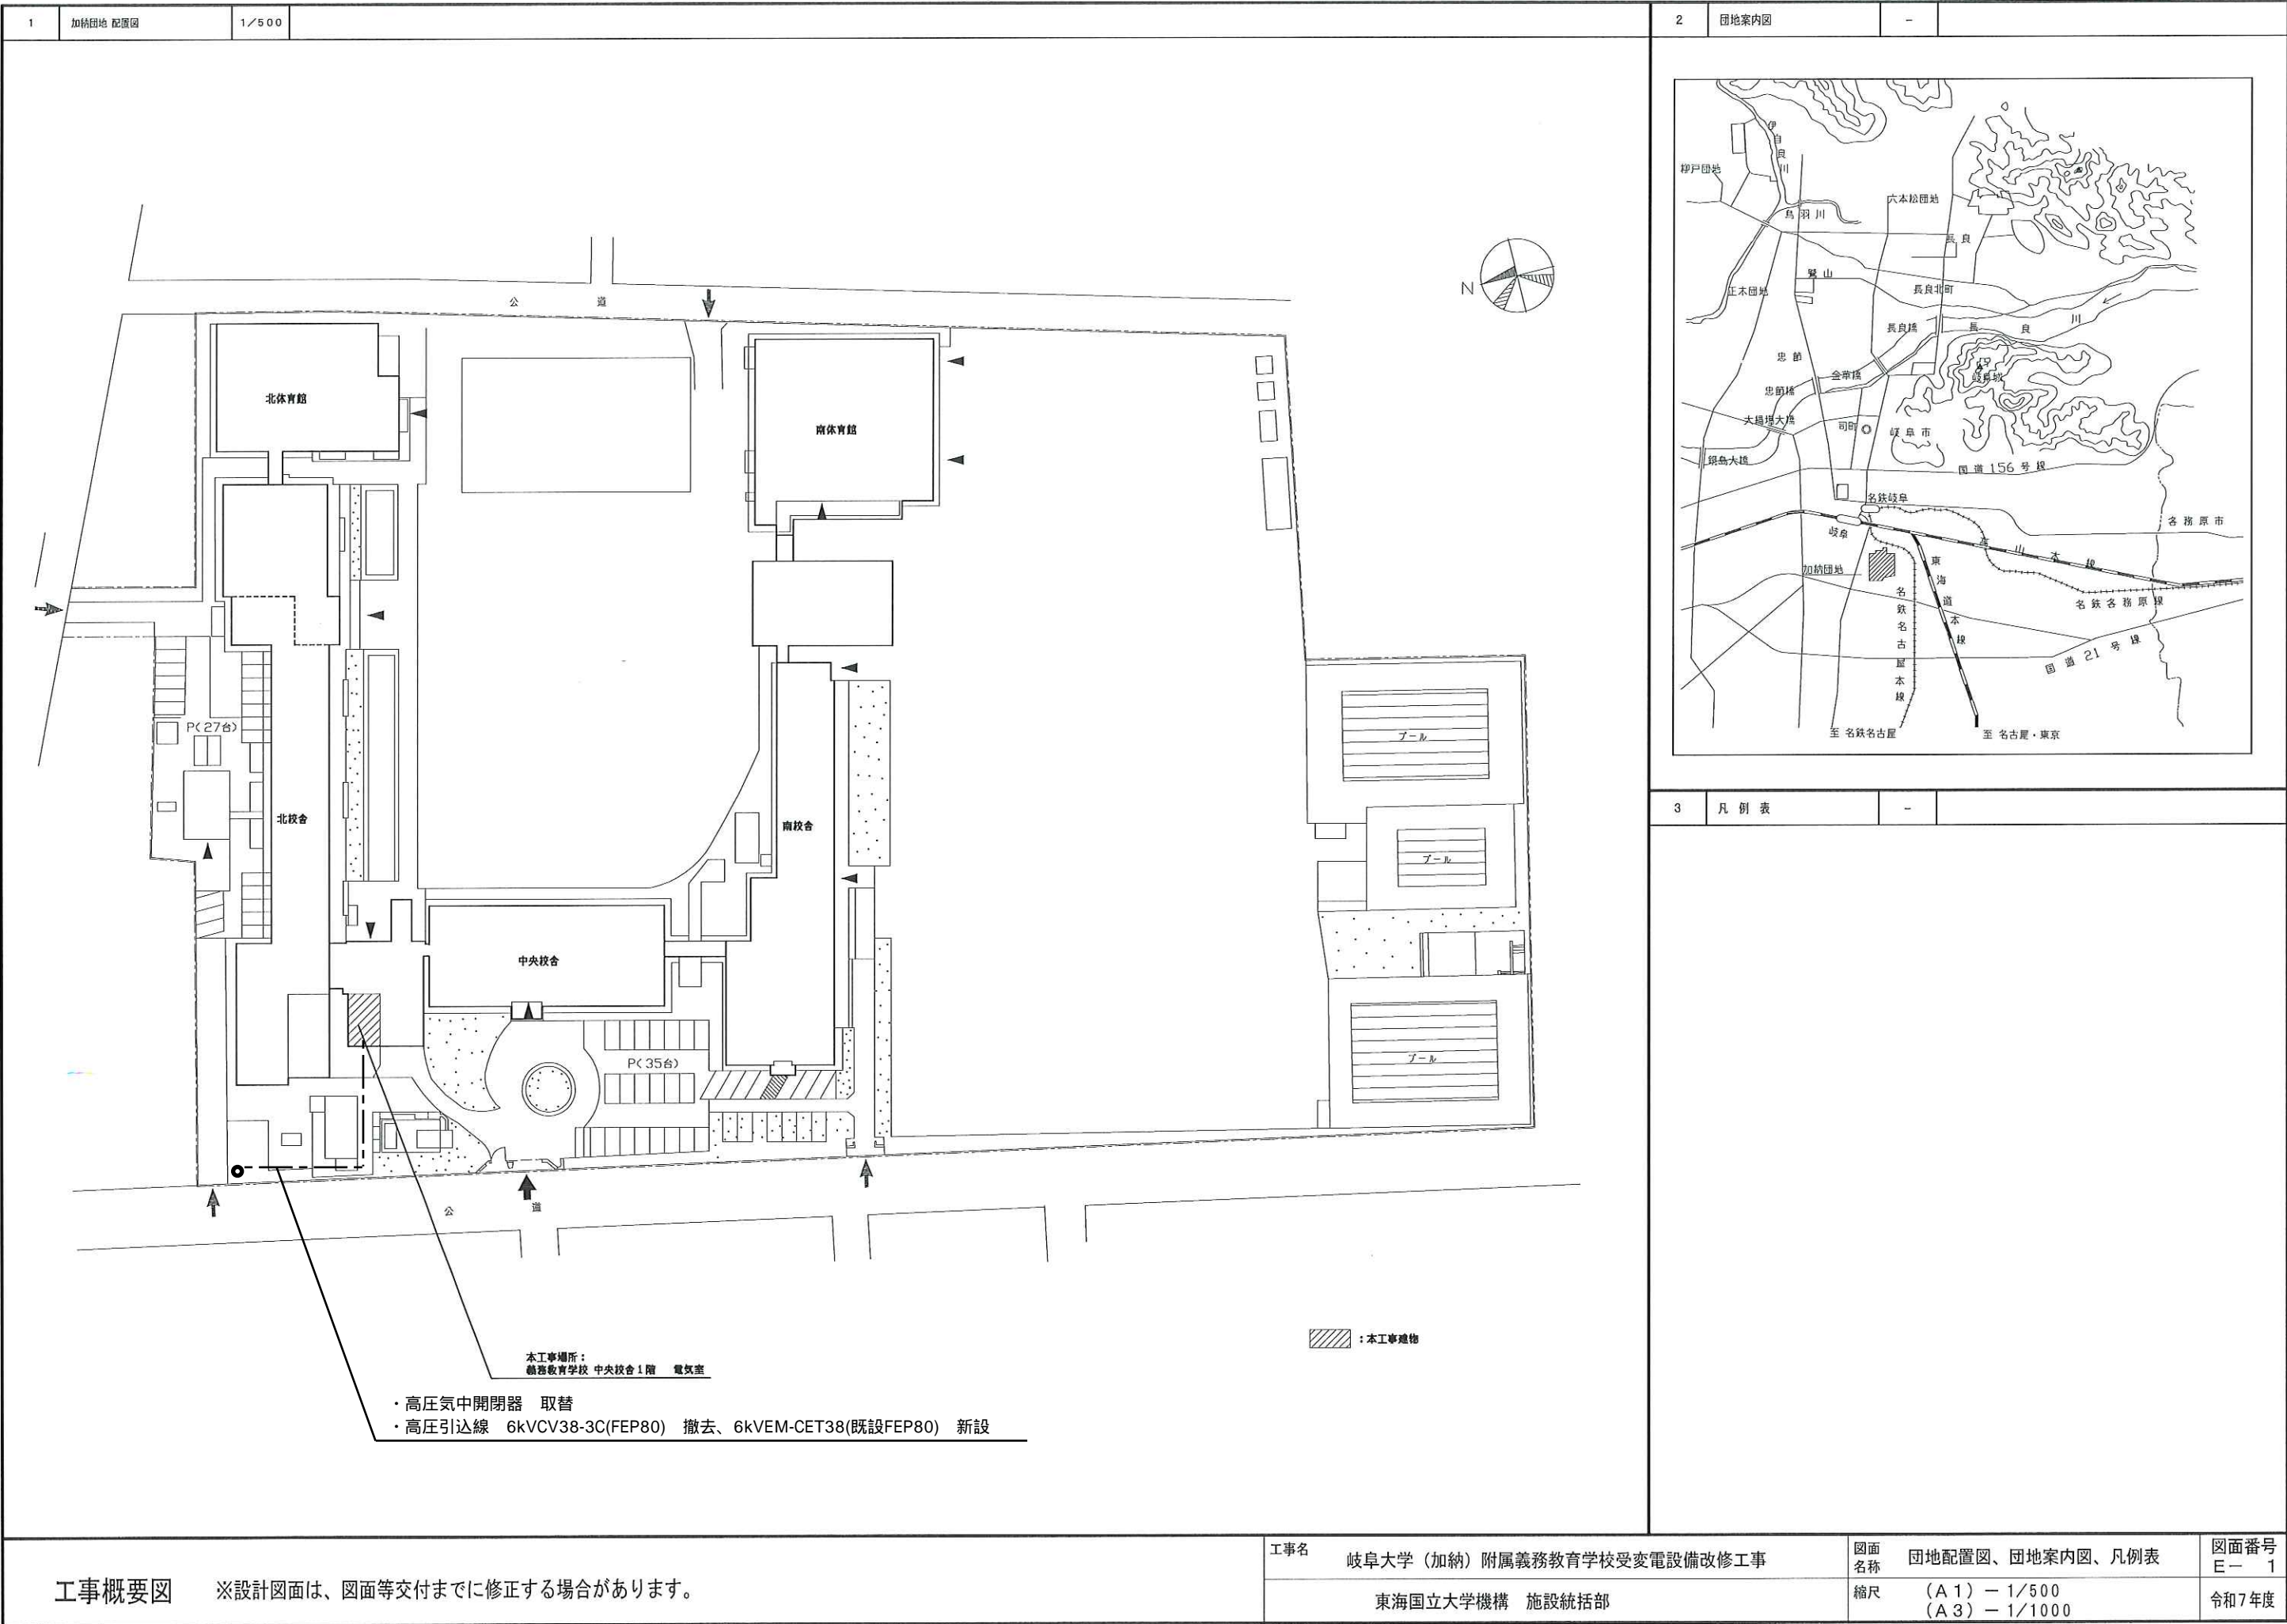 1 加納団地 配置図 1/500
公道
N
北体育館
南体育館
P(27台)
北校舎
南校舎
中央校舎
P(35台)
プール
プール
プール
公道
：本工事建物
本工事場所：
義務教育学校 中央校舎１階 電気室
・高圧気中開閉器 取替
・高圧引込線 6kVCV38-3C(FEP80) 撤去、6kVEM-CET38(既設FEP80) 新設
2 団地案内図 -
伊自良川
柳戸団地
六本松団地
鳥羽川
長良
鷺山
正木団地
長良北町
長良橋
長良川
忠節
金華橋
岐阜城
忠節橋
大縄場大橋
司町
岐阜市
鏡島大橋
国道156号線
名鉄岐阜
各務原市
岐阜
高山本線
加納団地
東海道本線
名鉄各務原線
名鉄名古屋本線
国道21号線
至 名鉄名古屋
至 名古屋・東京
3 凡例表 -
工事概要図 ※設計図面は、図面等交付までに修正する場合があります。
工事名 岐阜大学（加納）附属義務教育学校受変電設備改修工事
東海国立大学機構 施設統括部
図面名称 団地配置図、団地案内図、凡例表
縮尺 （Ａ１）－1/500
（Ａ３）－1/1000
図面番号
Ｅ－ 1
令和７年度